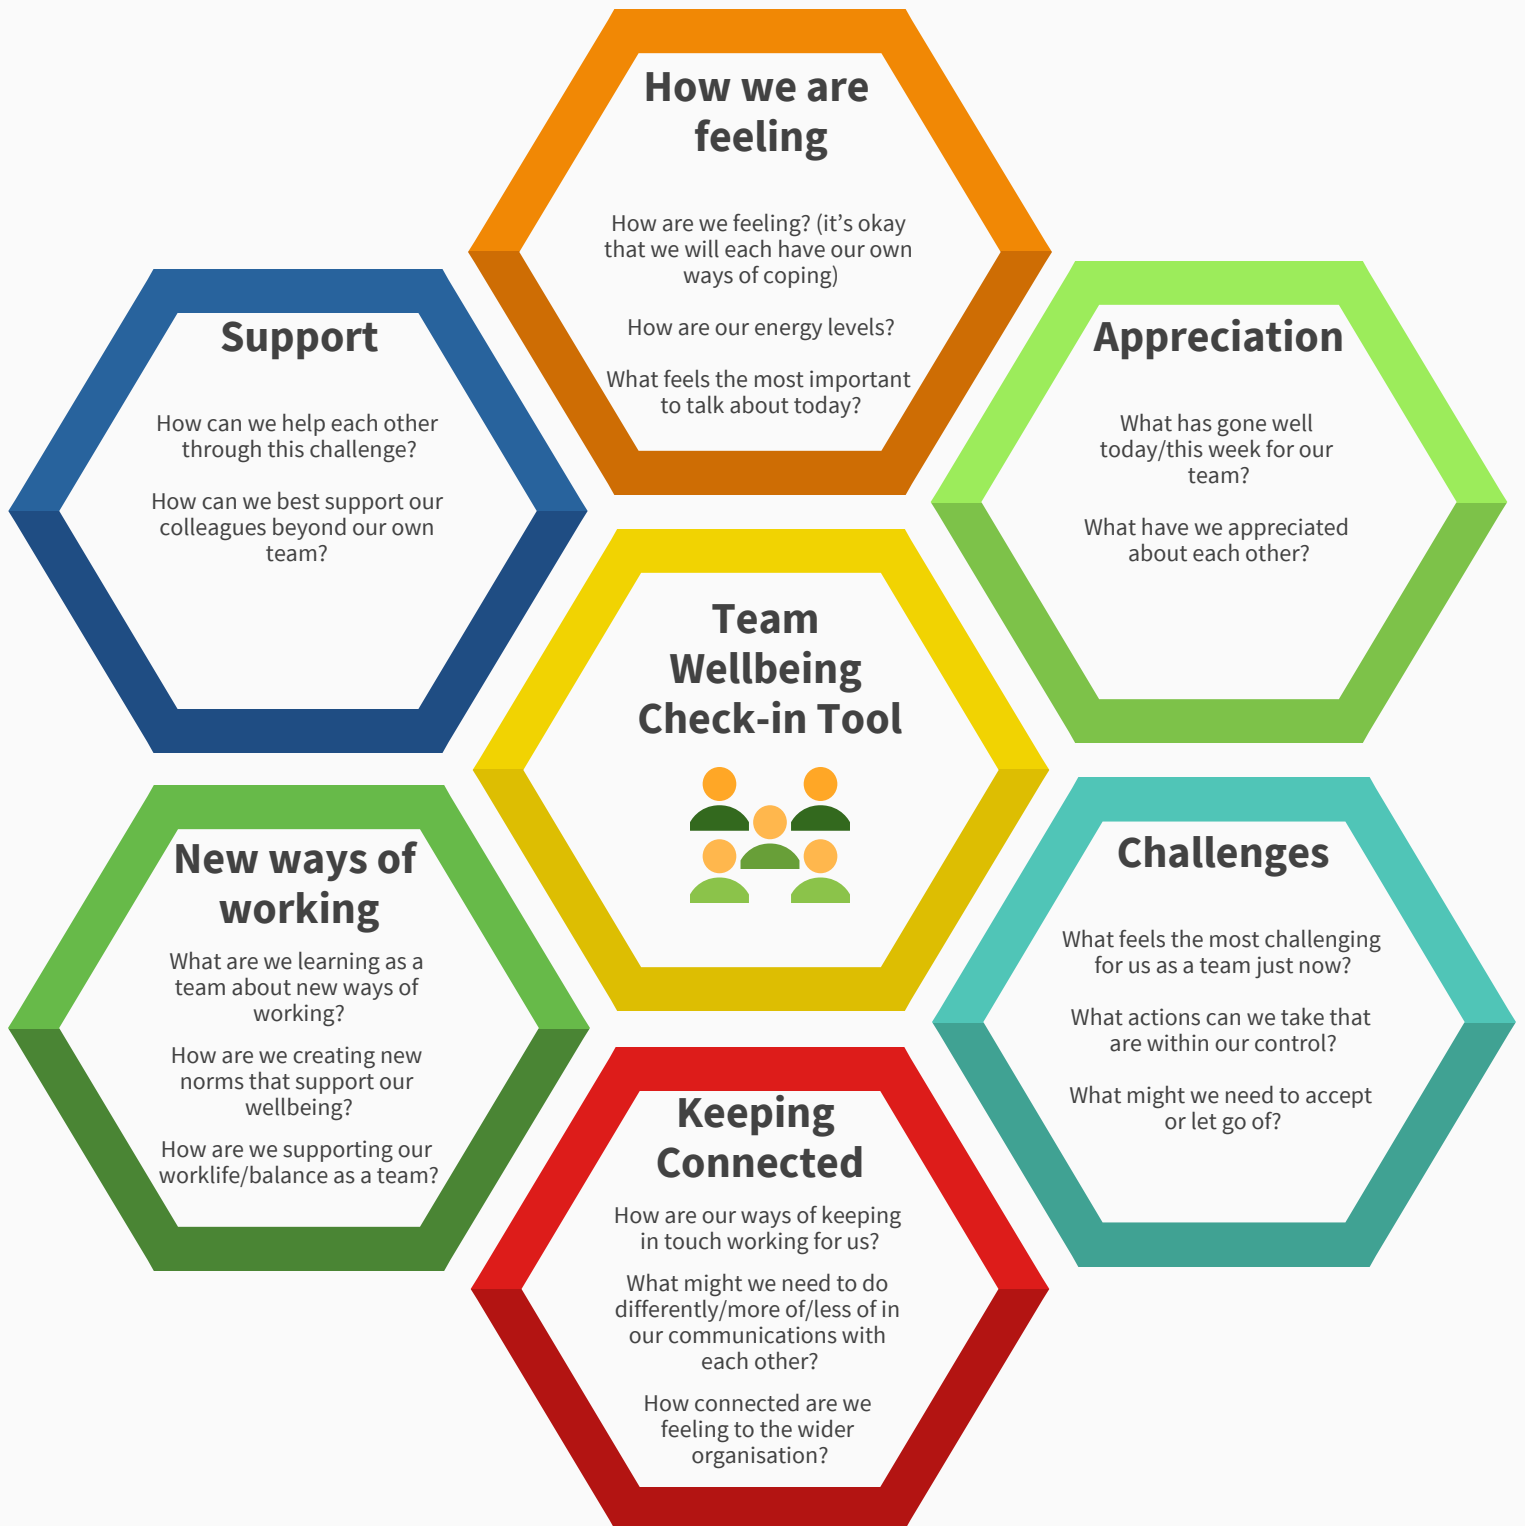 How we are
feeling
How are we feeling? (it’s okay
that we will each have our own
ways of coping)
How are our energy levels?
What feels the most important
to talk about today?
Support
How can we help each other
through this challenge?
How can we best support our
colleagues beyond our own
team?
Appreciation
What has gone well
today/this week for our
team?
What have we appreciated
about each other?
Team
Wellbeing
Check-in Tool
New ways of
working
What are we learning as a
team about new ways of
working?
How are we creating new
norms that support our
wellbeing?
How are we supporting our
worklife/balance as a team?
Challenges
What feels the most challenging
for us as a team just now?
What actions can we take that
are within our control?
What might we need to accept
or let go of?
Keeping
Connected
How are our ways of keeping
in touch working for us?
What might we need to do
differently/more of/less of in
our communications with
each other?
How connected are we
feeling to the wider
organisation?